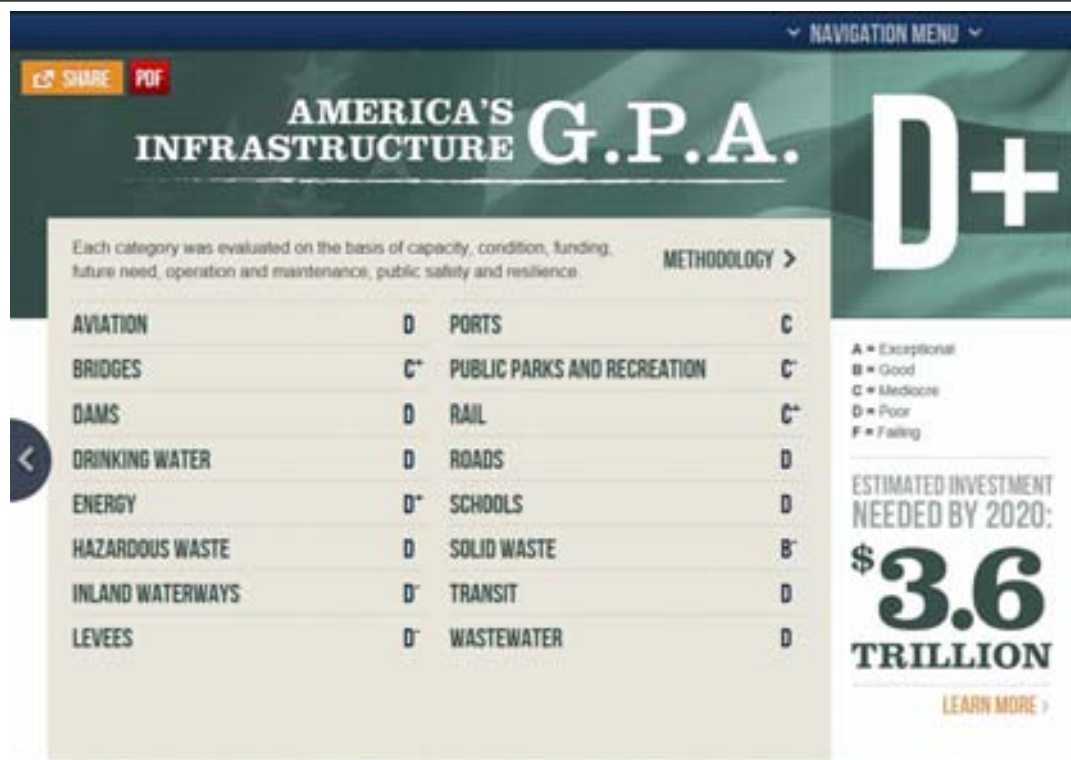 NAVIGATION MENU
SHARE PDF
AMERICA'S
INFRASTRUCTURE G.P.A.
D+
Each category was evaluated on the basis of capacity, condition, funding,
future need, operation and maintenance, public safety and resilience.
METHODOLOGY >
AVIATION D
BRIDGES C+
DAMS D
DRINKING WATER D
ENERGY D+
HAZARDOUS WASTE D
INLAND WATERWAYS D-
LEVEES D-
PORTS C
PUBLIC PARKS AND RECREATION C-
RAIL C+
ROADS D
SCHOOLS D
SOLID WASTE B-
TRANSIT D
WASTEWATER D
A = Exceptional
B = Good
C = Mediocre
D = Poor
F = Failing
ESTIMATED INVESTMENT
NEEDED BY 2020:
$3.6
TRILLION
LEARN MORE >